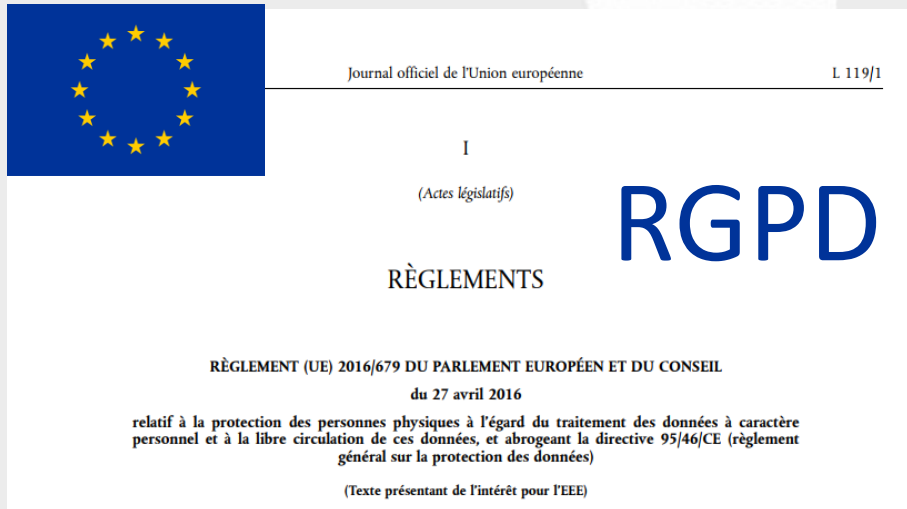 Journal officiel de l'Union européenne L 119/1
I
(Actes législatifs)
RGPD
RÈGLEMENTS
RÈGLEMENT (UE) 2016/679 DU PARLEMENT EUROPÉEN ET DU CONSEIL
du 27 avril 2016
relatif à la protection des personnes physiques à l'égard du traitement des données à caractère
personnel et à la libre circulation de ces données, et abrogeant la directive 95/46/CE (règlement
général sur la protection des données)
(Texte présentant de l'intérêt pour l'EEE)